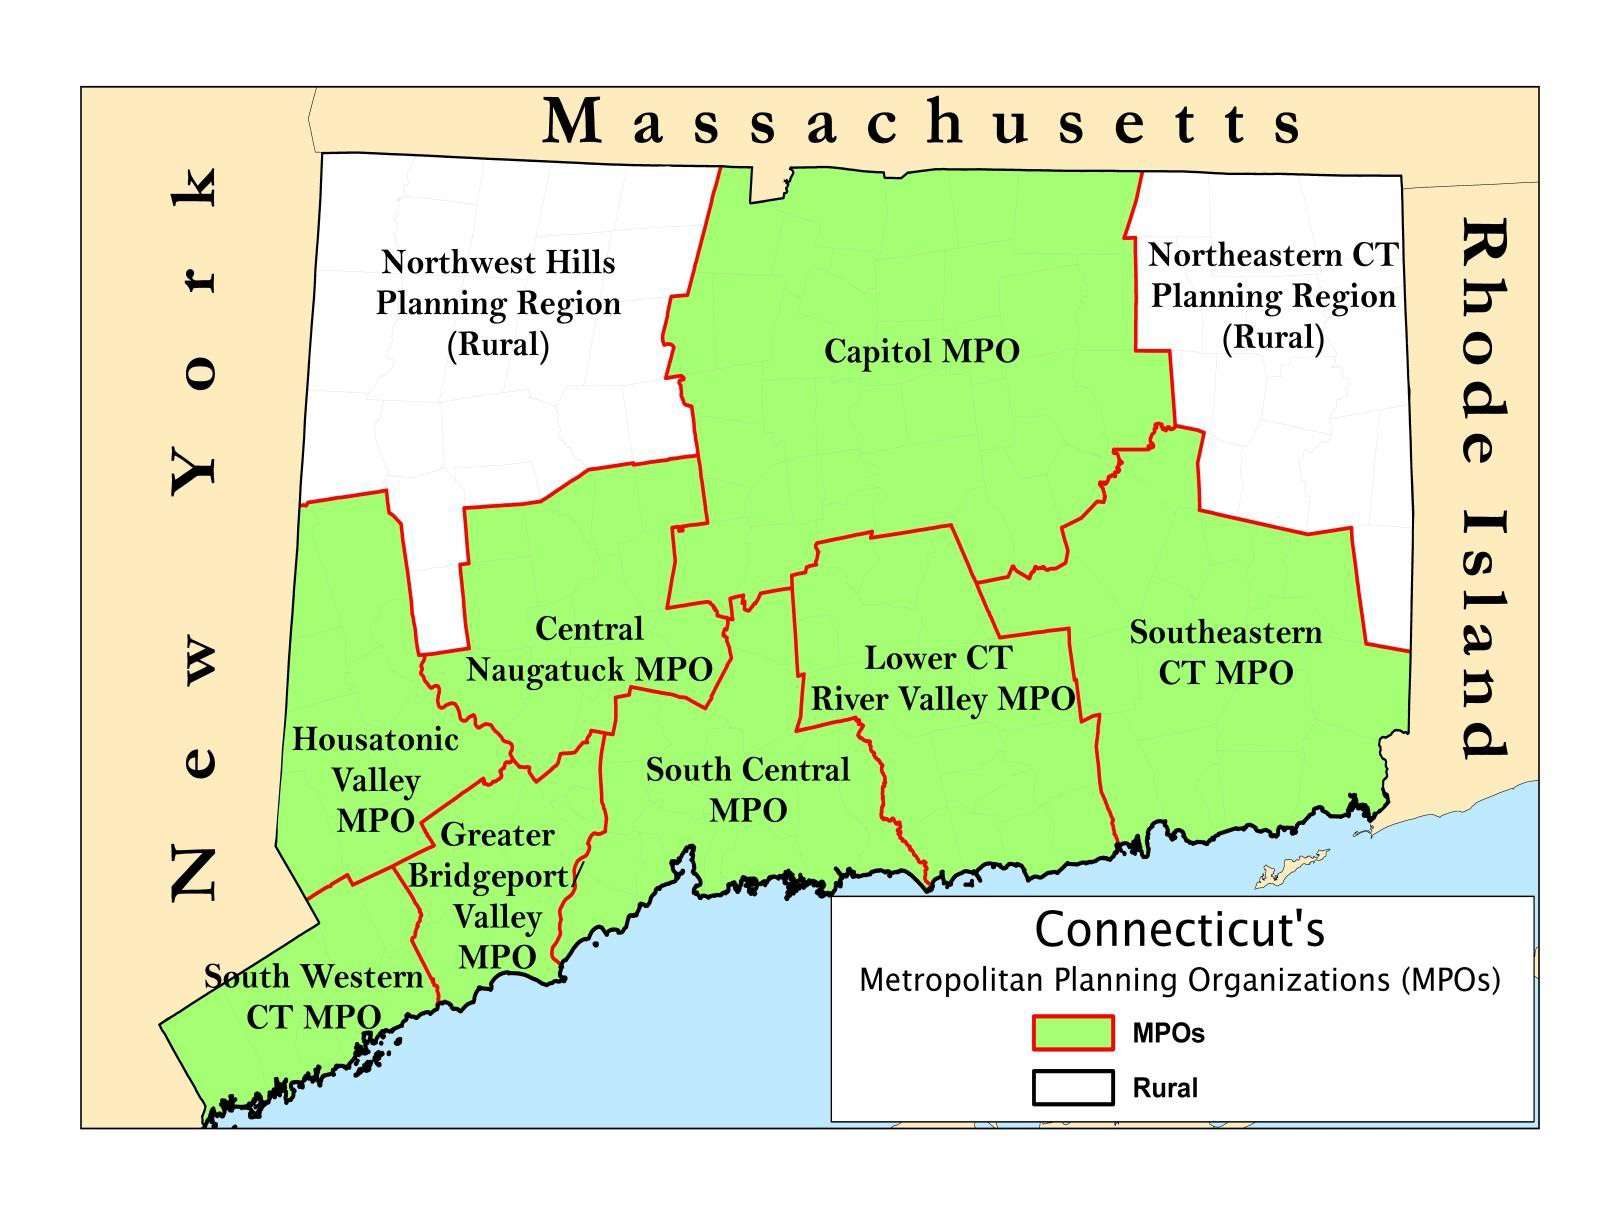 Massachusetts
New York
Rhode Island
Northwest Hills
Planning Region
(Rural)
Northeastern CT
Planning Region
(Rural)
Capitol MPO
Central
Naugatuck MPO
Lower CT
River Valley MPO
Southeastern
CT MPO
Housatonic
Valley
MPO
South Central
MPO
Greater
Bridgeport/
Valley
MPO
South Western
CT MPO
Connecticut's
Metropolitan Planning Organizations (MPOs)
MPOs
Rural